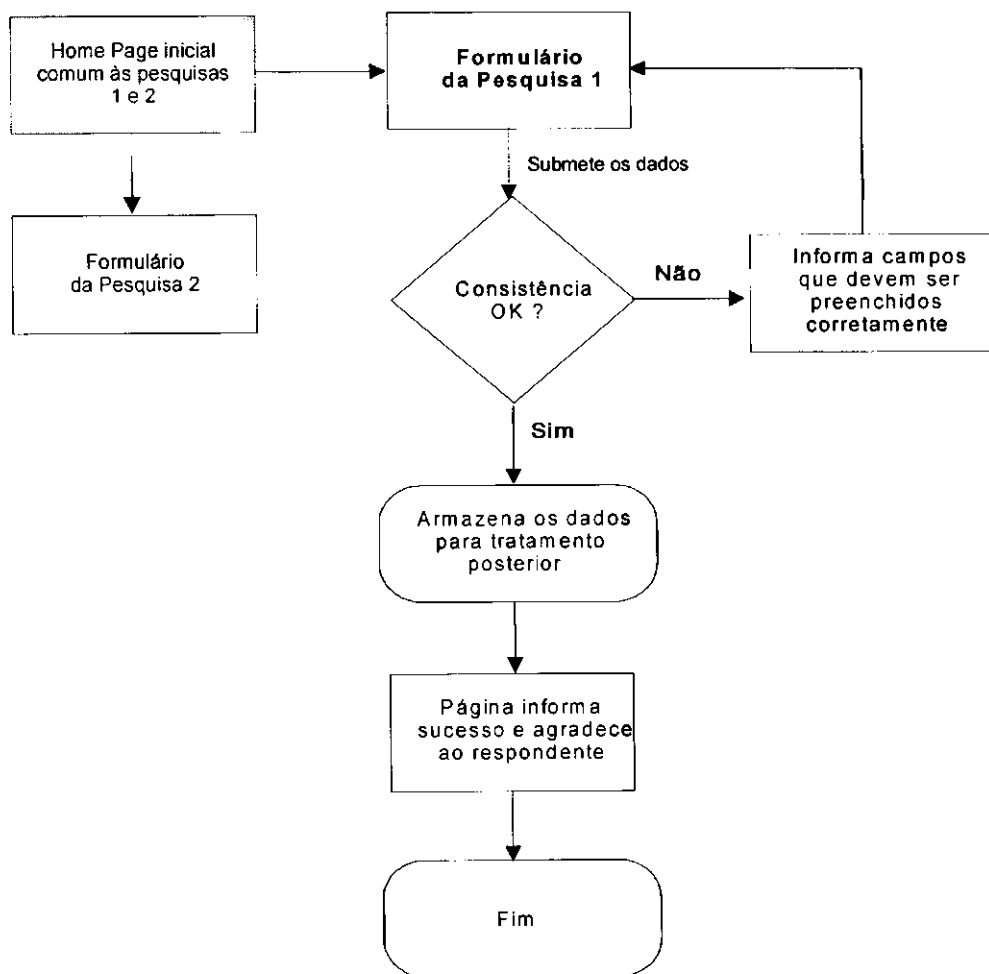 Home Page inicial
comum às pesquisas
1 e 2
Formulário
da Pesquisa 1
Submete os dados
Formulário
da Pesquisa 2
Consistência
OK ?
Não
Informa campos
que devem ser
preenchidos
corretamente
Sim
Armazena os dados
para tratamento
posterior
Página informa
sucesso e agradece
ao respondente
Fim